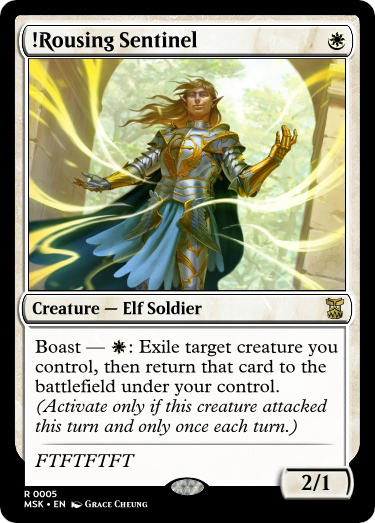 !Rousing Sentinel
Creature — Elf Soldier
Boast — : Exile target creature you
control, then return that card to the
battlefield under your control.
(Activate only if this creature attacked
this turn and only once each turn.)
FTFTFTFT
2/1
R 0005
MSK • EN Grace Cheung